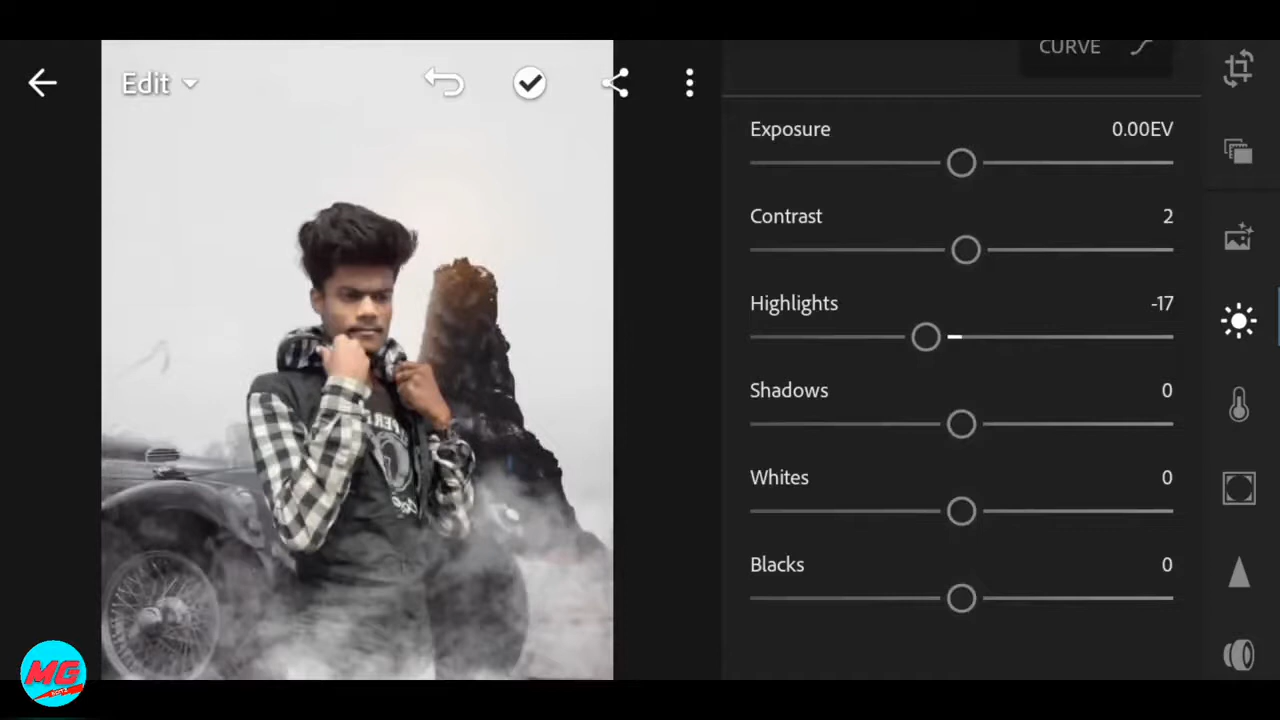 CURVE
Edit
Exposure 0.00EV
Contrast 2
Highlights -17
Shadows 0
Whites 0
Blacks 0
MG